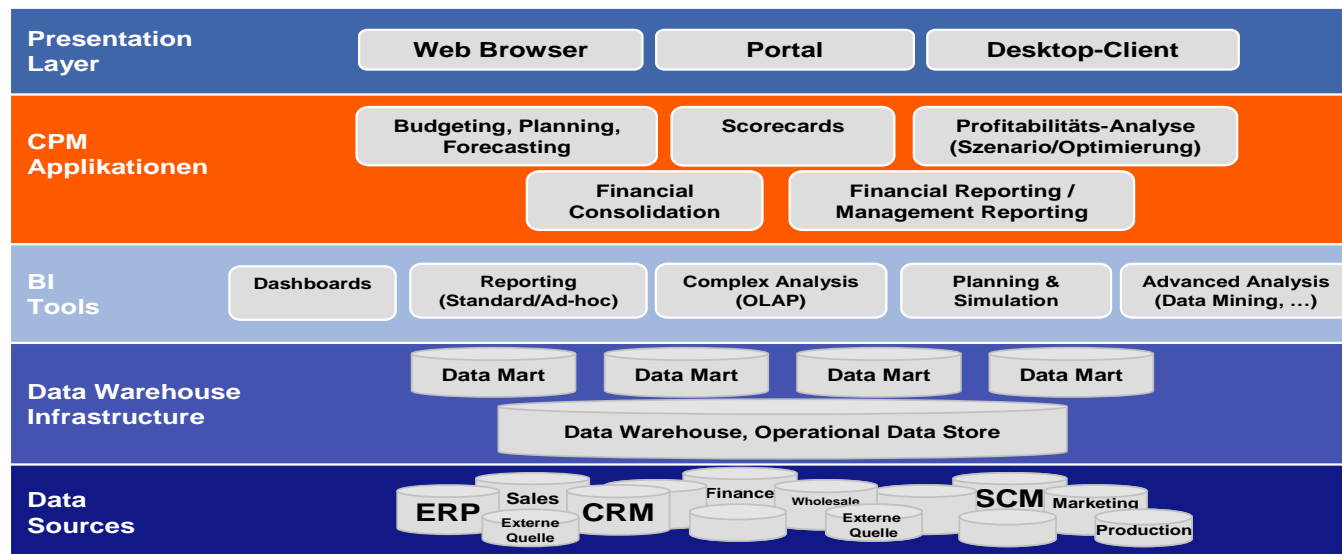 Presentation
Layer
Web Browser
Portal
Desktop-Client
CPM
Applikationen
Budgeting, Planning,
Forecasting
Scorecards
Profitabilitäts-Analyse
(Szenario/Optimierung)
Financial
Consolidation
Financial Reporting /
Management Reporting
BI
Tools
Dashboards
Reporting
(Standard/Ad-hoc)
Complex Analysis
(OLAP)
Planning &
Simulation
Advanced Analysis
(Data Mining, …)
Data Warehouse
Infrastructure
Data Mart
Data Mart
Data Mart
Data Mart
Data Warehouse, Operational Data Store
Data
Sources
ERP
Sales
Externe
Quelle
CRM
Finance
Wholesale
Externe
Quelle
SCM
Marketing
Production